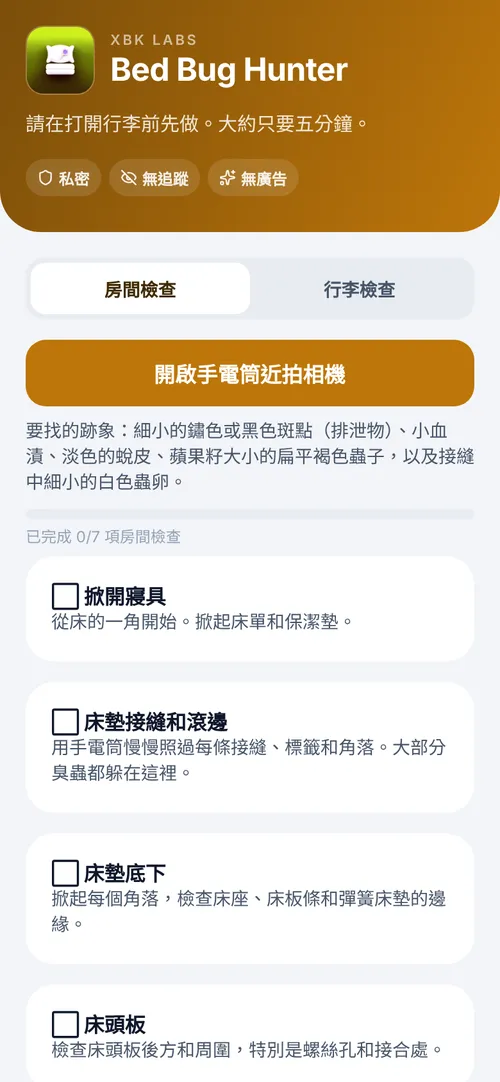 XBK LABS
Bed Bug Hunter
請在打開行李前先做。大約只要五分鐘。
私密
無追蹤
無廣告
房間檢查
行李檢查
開啟手電筒近拍相機
要找的跡象：細小的鏽色或黑色斑點（排泄物）、小血
漬、淡色的蛻皮、蘋果籽大小的扁平褐色蟲子，以及接縫
中細小的白色蟲卵。
已完成 0/7 項房間檢查
掀開寢具
從床的一角開始。掀起床單和保潔墊。
床墊接縫和滾邊
用手電筒慢慢照過每條接縫、標籤和角落。大部分
臭蟲都躲在這裡。
床墊底下
掀起每個角落，檢查床座、床板條和彈簧床墊的邊
緣。
床頭板
檢查床頭板後方和周圍，特別是螺絲孔和接合處。